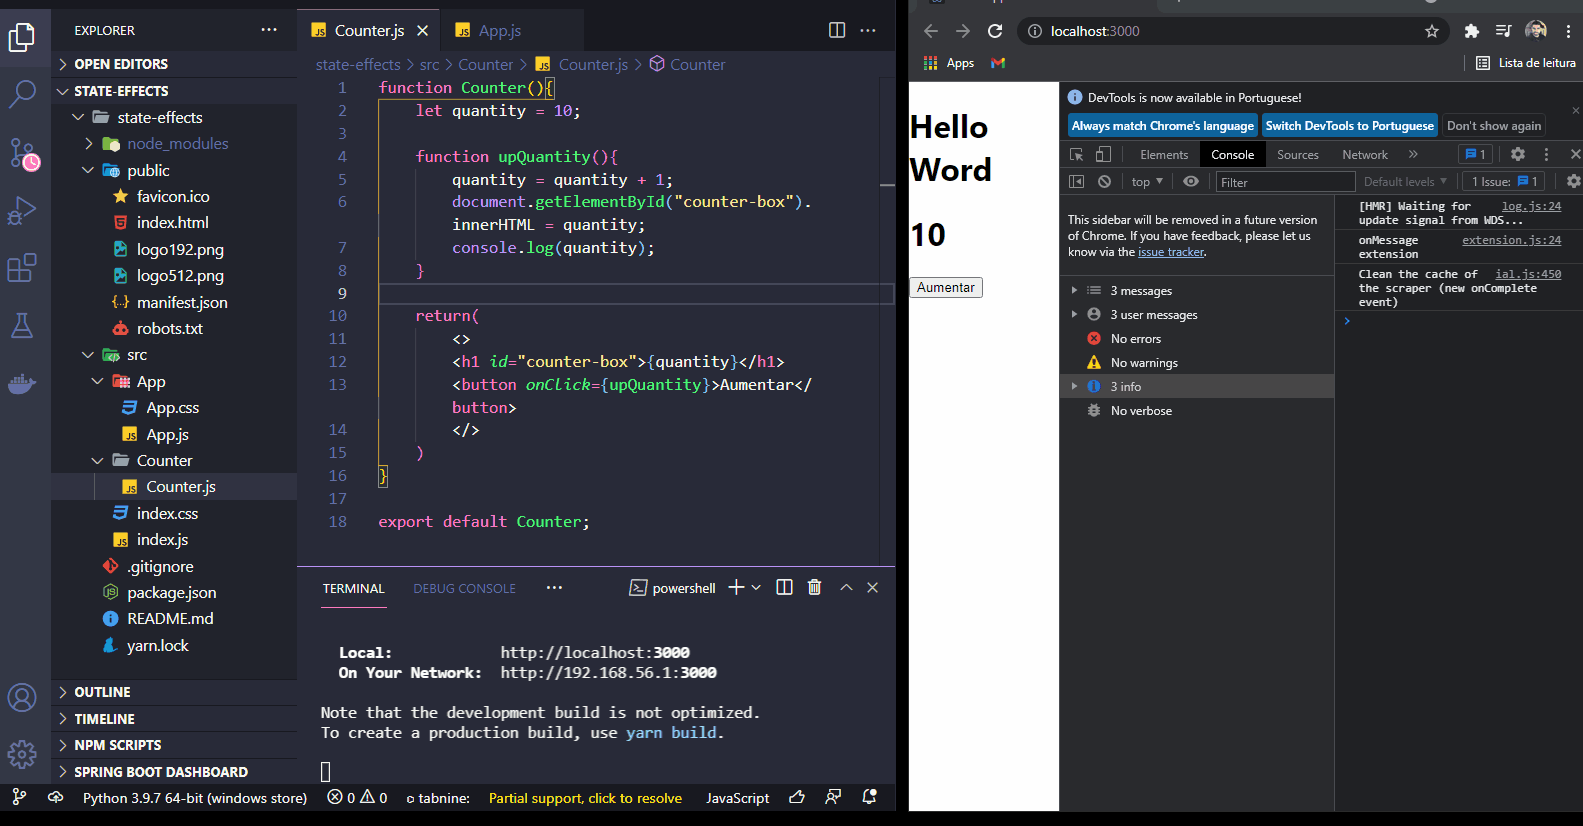 EXPLORER
OPEN EDITORS
STATE-EFFECTS
state-effects
node_modules
public
favicon.ico
index.html
logo192.png
logo512.png
manifest.json
robots.txt
src
App
App.css
App.js
Counter
Counter.js
index.css
index.js
.gitignore
package.json
README.md
yarn.lock
OUTLINE
TIMELINE
NPM SCRIPTS
SPRING BOOT DASHBOARD
Counter.js
App.js
state-effects > src > Counter > Counter.js > Counter
1 function Counter(){
2 let quantity = 10;
3
4 function upQuantity(){
5 quantity = quantity + 1;
6 document.getElementById("counter-box").
innerHTML = quantity;
7 console.log(quantity);
8 }
9
10 return(
11 <>
12 <h1 id="counter-box">{quantity}</h1>
13 <button onClick={upQuantity}>Aumentar</
button>
14 </>
15 )
16 }
17
18 export default Counter;
TERMINAL DEBUG CONSOLE powershell
Local: http://localhost:3000
On Your Network: http://192.168.56.1:3000
Note that the development build is not optimized.
To create a production build, use yarn build.
Python 3.9.7 64-bit (windows store) 0 0 tabnine: Partial support, click to resolve JavaScript
localhost:3000
Apps Lista de leitura
Hello
Word
10
Aumentar
DevTools is now available in Portuguese!
Always match Chrome's language Switch DevTools to Portuguese Don't show again
Elements Console Sources Network 1
top Filter Default levels 1 Issue: 1
This sidebar will be removed in a future version
of Chrome. If you have feedback, please let us
know via the issue tracker.
3 messages
3 user messages
No errors
No warnings
3 info
No verbose
[HMR] Waiting for log.js:24
update signal from WDS...
onMessage extension.js:24
extension
Clean the cache of ial.js:450
the scraper (new onComplete
event)